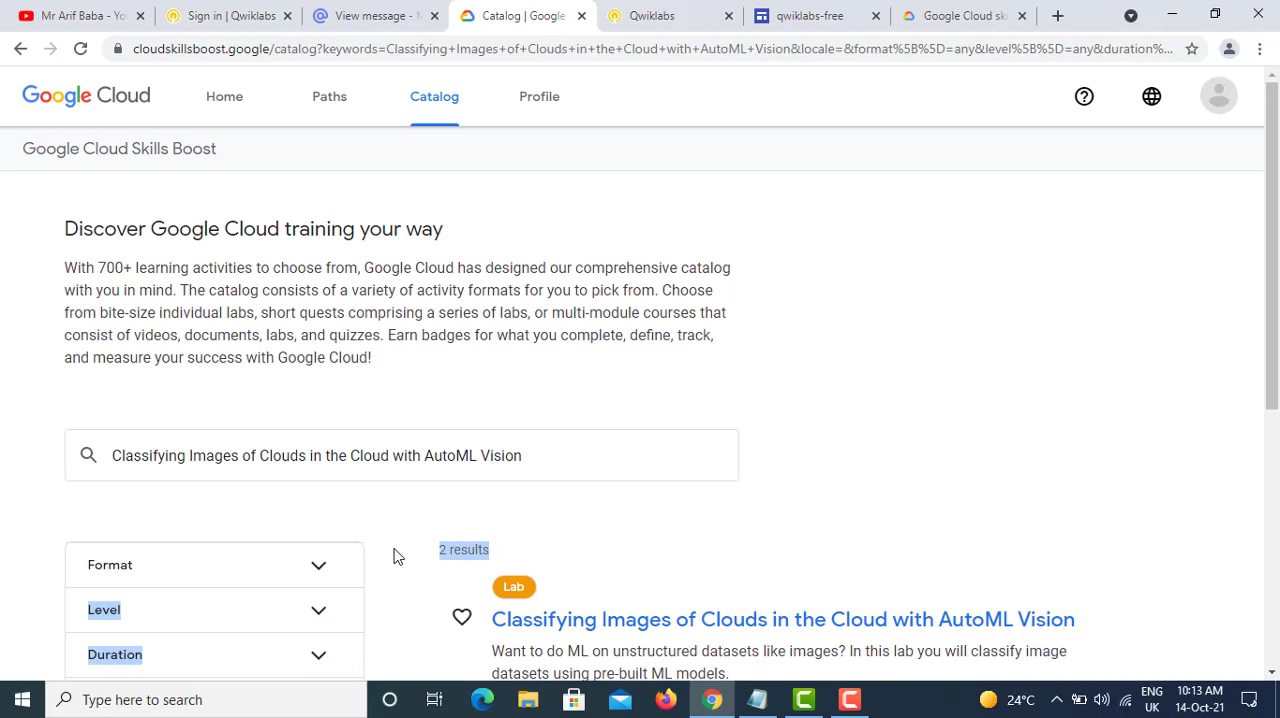 Mr Arif Baba - You
Sign in | Qwiklabs
View message - M
Catalog | Google
Qwiklabs
qwiklabs-free
Google Cloud sk
cloudskillsboost.google/catalog?keywords=Classifying+Images+of+Clouds+in+the+Cloud+with+AutoML+Vision&locale=&format%5B%5D=any&level%5B%5D=any&duration%...
Google Cloud
Home
Paths
Catalog
Profile
Google Cloud Skills Boost
Discover Google Cloud training your way
With 700+ learning activities to choose from, Google Cloud has designed our comprehensive catalog
with you in mind. The catalog consists of a variety of activity formats for you to pick from. Choose
from bite-size individual labs, short quests comprising a series of labs, or multi-module courses that
consist of videos, documents, labs, and quizzes. Earn badges for what you complete, define, track,
and measure your success with Google Cloud!
Classifying Images of Clouds in the Cloud with AutoML Vision
Format
Level
Duration
2 results
Lab
Classifying Images of Clouds in the Cloud with AutoML Vision
Want to do ML on unstructured datasets like images? In this lab you will classify image
datasets using pre-built ML models.
Type here to search
24°C
ENG
UK
10:13 AM
14-Oct-21